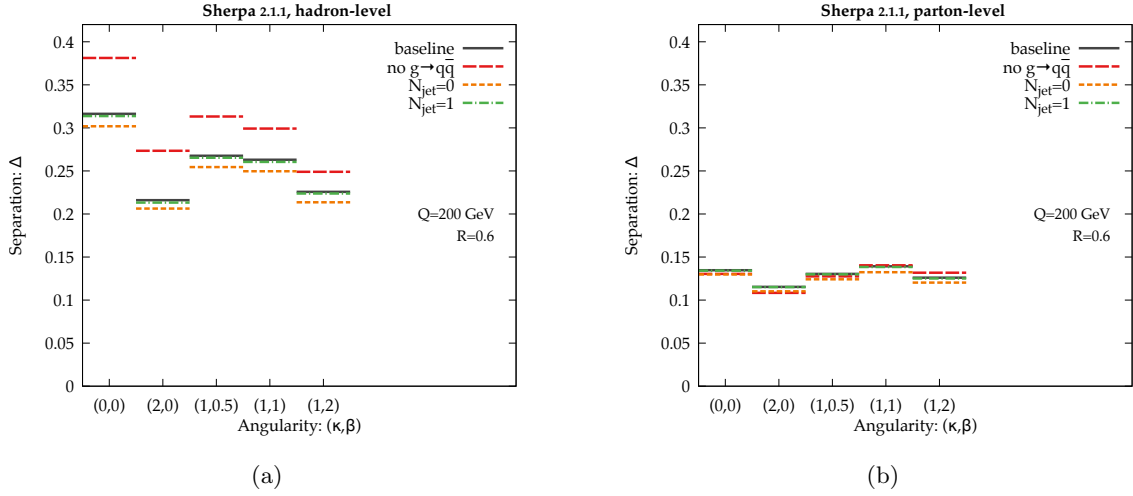 Sherpa 2.1.1, hadron-level
Separation: Δ
0.4
0.35
0.3
0.25
0.2
0.15
0.1
0.05
0
baseline
no g→qq̅
N_jet=0
N_jet=1
Q=200 GeV
R=0.6
(0,0) (2,0) (1,0.5) (1,1) (1,2)
Angularity: (κ,β)
(a)
Sherpa 2.1.1, parton-level
Separation: Δ
0.4
0.35
0.3
0.25
0.2
0.15
0.1
0.05
0
baseline
no g→qq̅
N_jet=0
N_jet=1
Q=200 GeV
R=0.6
(0,0) (2,0) (1,0.5) (1,1) (1,2)
Angularity: (κ,β)
(b)